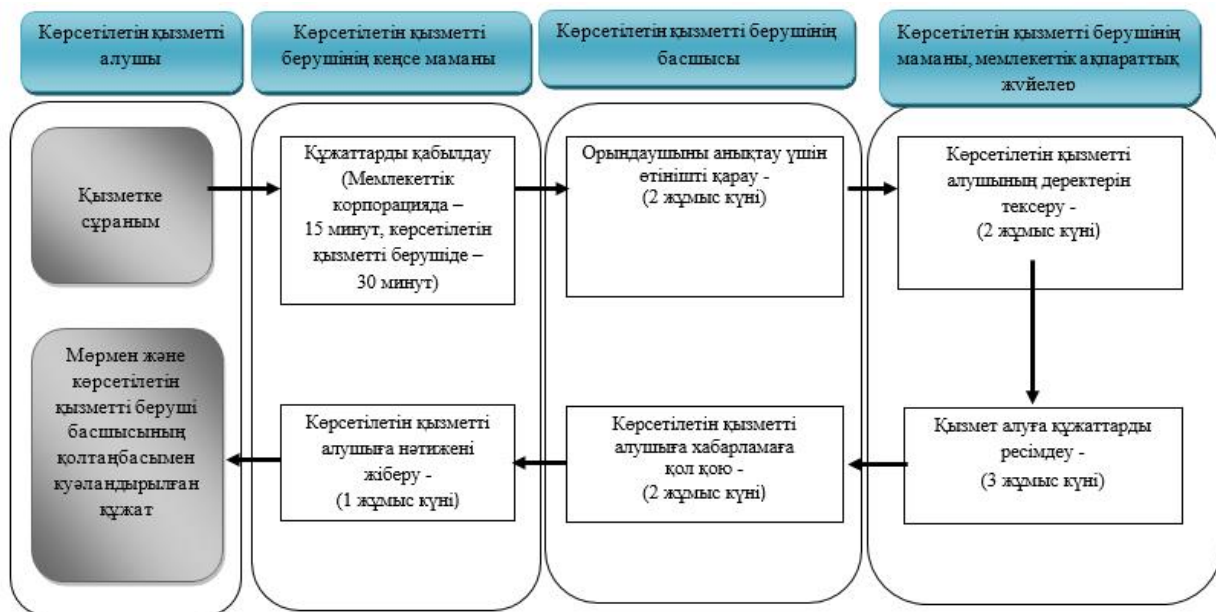 Көрсетілетін қызметті
алушы
Көрсетілетін қызметті
берушінің кеңсе маманы
Көрсетілетін қызметті берушінің
басшысы
Көрсетілетін қызметті берушінің
маманы, мемлекеттік ақпараттық
жүйелер
Қызметке
сұраным
Құжаттарды қабылдау
(Мемлекеттік
корпорацияда –
15 минут, көрсетілетін
қызметті берушіде –
30 минут)
Орындаушыны анықтау үшін
өтінішті қарау -
(2 жұмыс күні)
Көрсетілетін қызметті
алушының деректерін
тексеру -
(2 жұмыс күні)
Мөрмен және
көрсетілетін
қызметті беруші
басшысының
қолтаңбасымен
куәландырылған
құжат
Көрсетілетін қызметті
алушыға нәтижені
жіберу -
(1 жұмыс күні)
Көрсетілетін қызметті
алушыға хабарламаға
қол қою -
(2 жұмыс күні)
Қызмет алуға құжаттарды
ресімдеу -
(3 жұмыс күні)